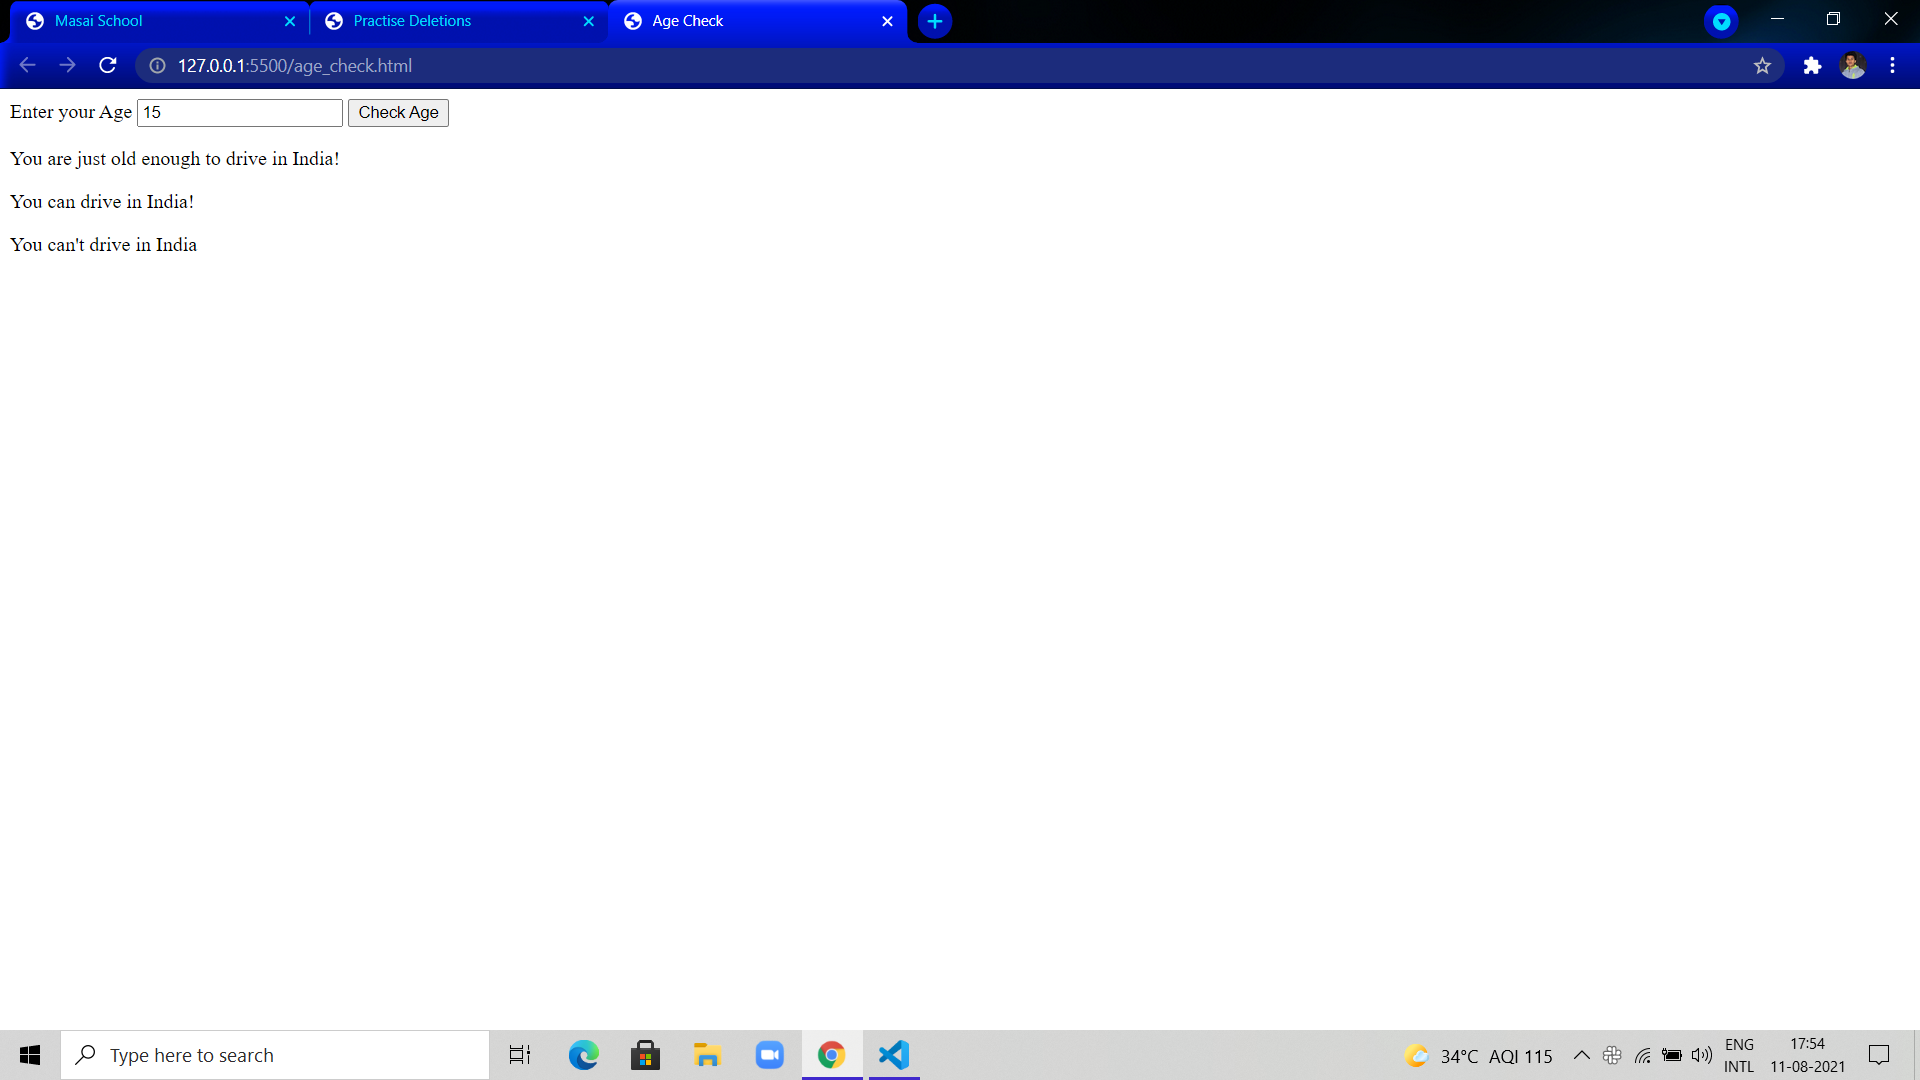 Masai School
Practise Deletions
Age Check
127.0.0.1:5500/age_check.html
Enter your Age 15 Check Age
You are just old enough to drive in India!
You can drive in India!
You can't drive in India
Type here to search
34°C AQI 115
ENG
INTL
17:54
11-08-2021